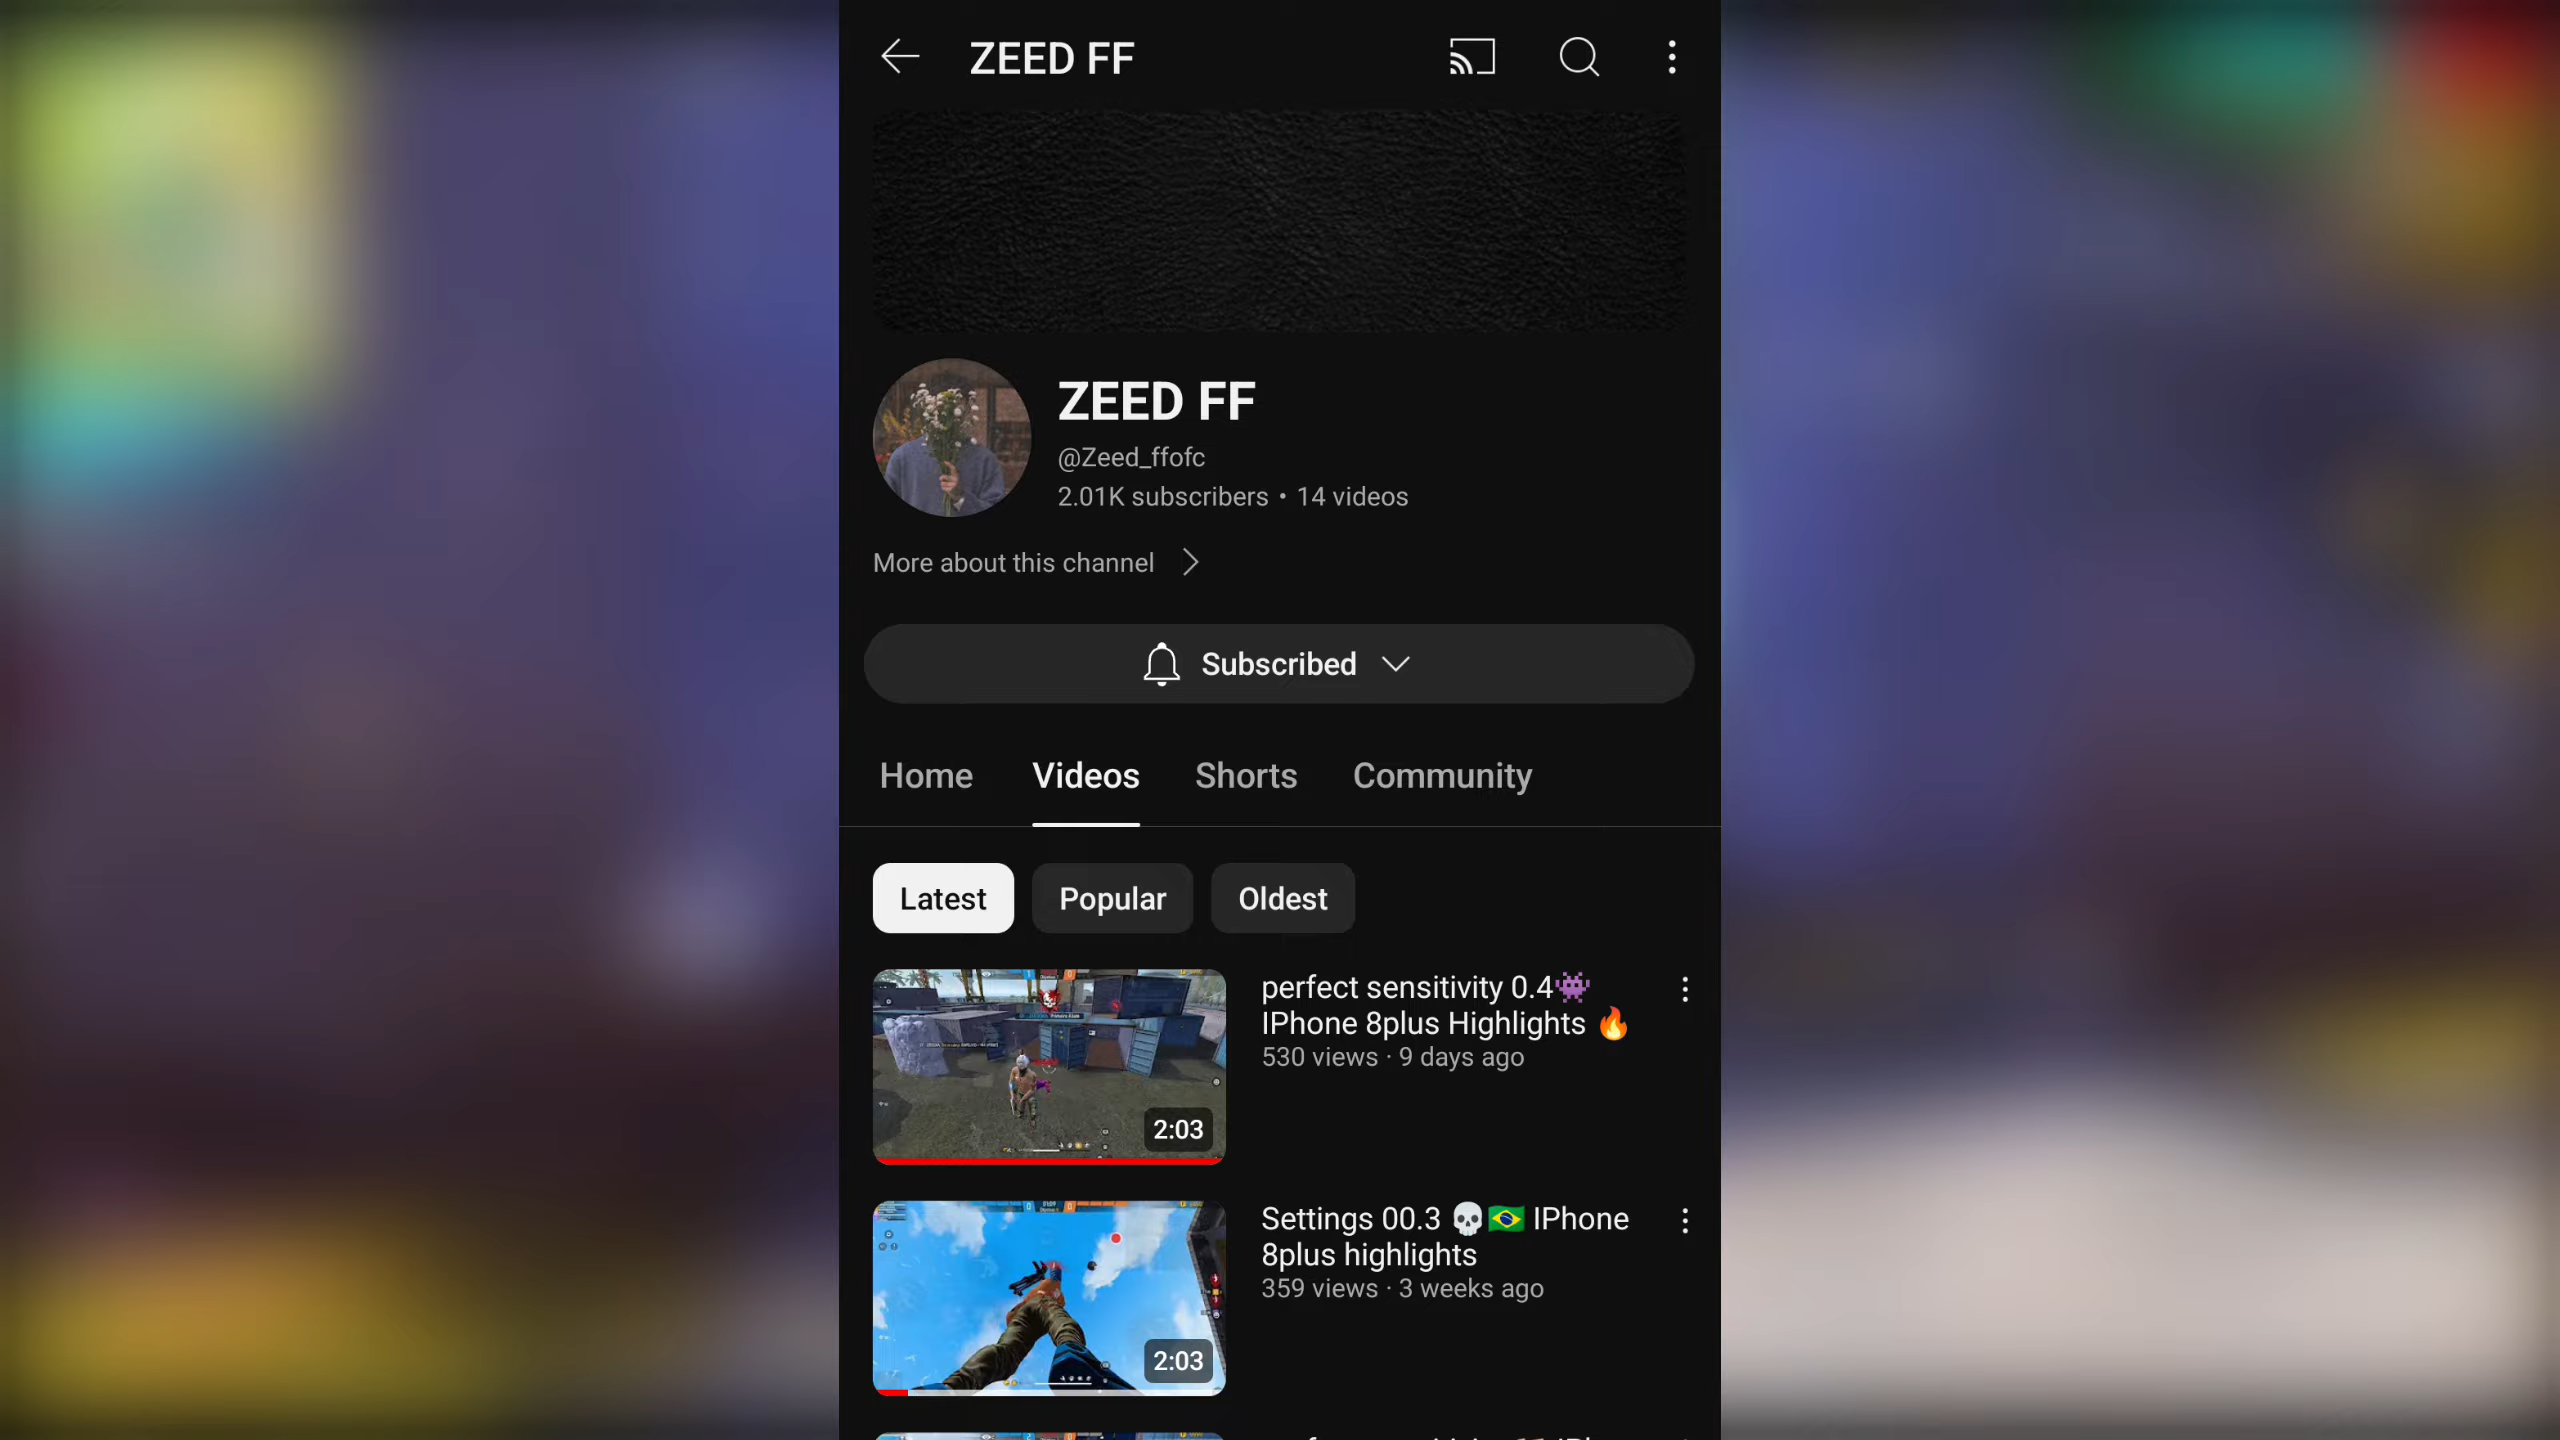 ZEED FF
ZEED FF
@Zeed_ffofc
2.01K subscribers • 14 videos
More about this channel
Subscribed
Home Videos Shorts Community
Latest Popular Oldest
perfect sensitivity 0.4👾
IPhone 8plus Highlights 🔥
530 views · 9 days ago
2:03
Settings 00.3 💀🇧🇷 IPhone
8plus highlights
359 views · 3 weeks ago
2:03